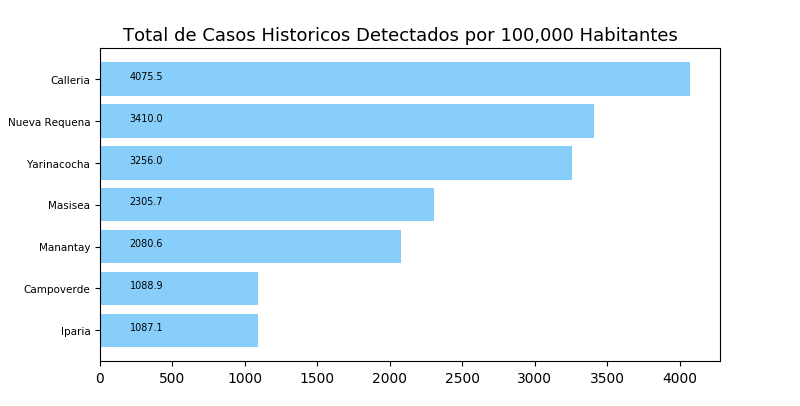 Total de Casos Historicos Detectados por 100,000 Habitantes
Calleria 4075.5
Nueva Requena 3410.0
Yarinacocha 3256.0
Masisea 2305.7
Manantay 2080.6
Campoverde 1088.9
Iparia 1087.1
0 500 1000 1500 2000 2500 3000 3500 4000